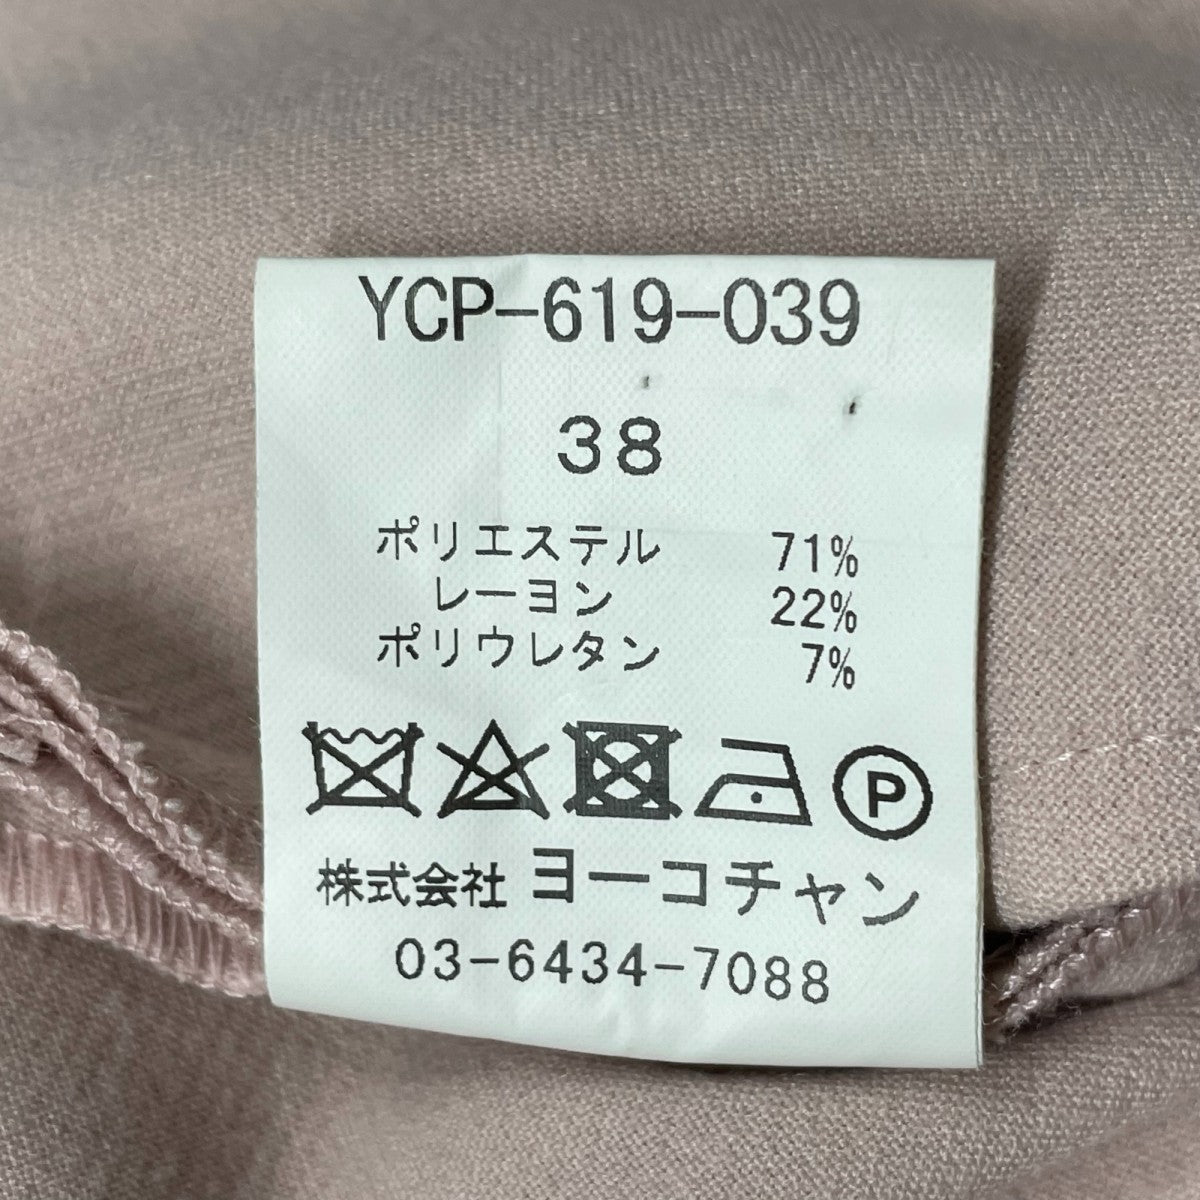 YCP-619-039
38
ポリエステル 71%
レーヨン 22%
ポリウレタン 7%
P
株式会社 ヨーコチャン
03-6434-7088